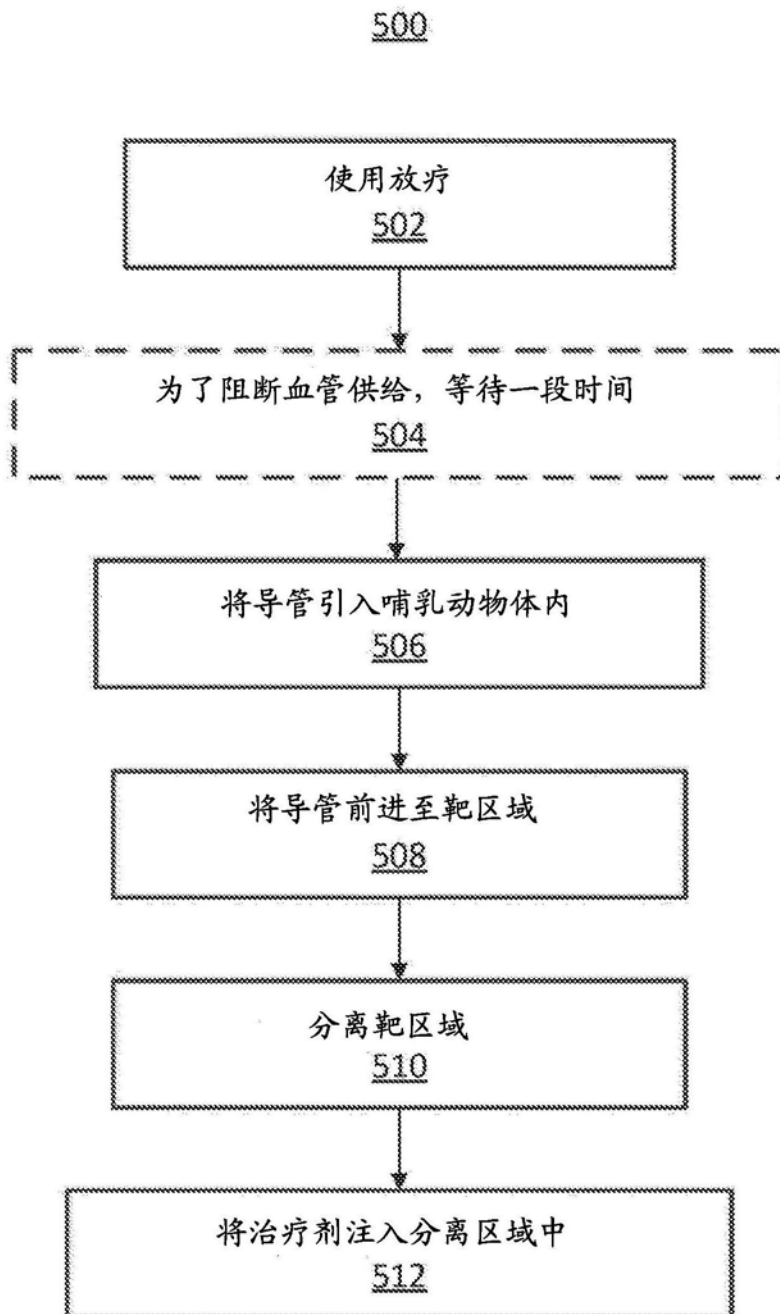 500
使用放疗
502
为了阻断血管供给，等待一段时间
504
将导管引入哺乳动物体内
506
将导管前进至靶区域
508
分离靶区域
510
将治疗剂注入分离区域中
512